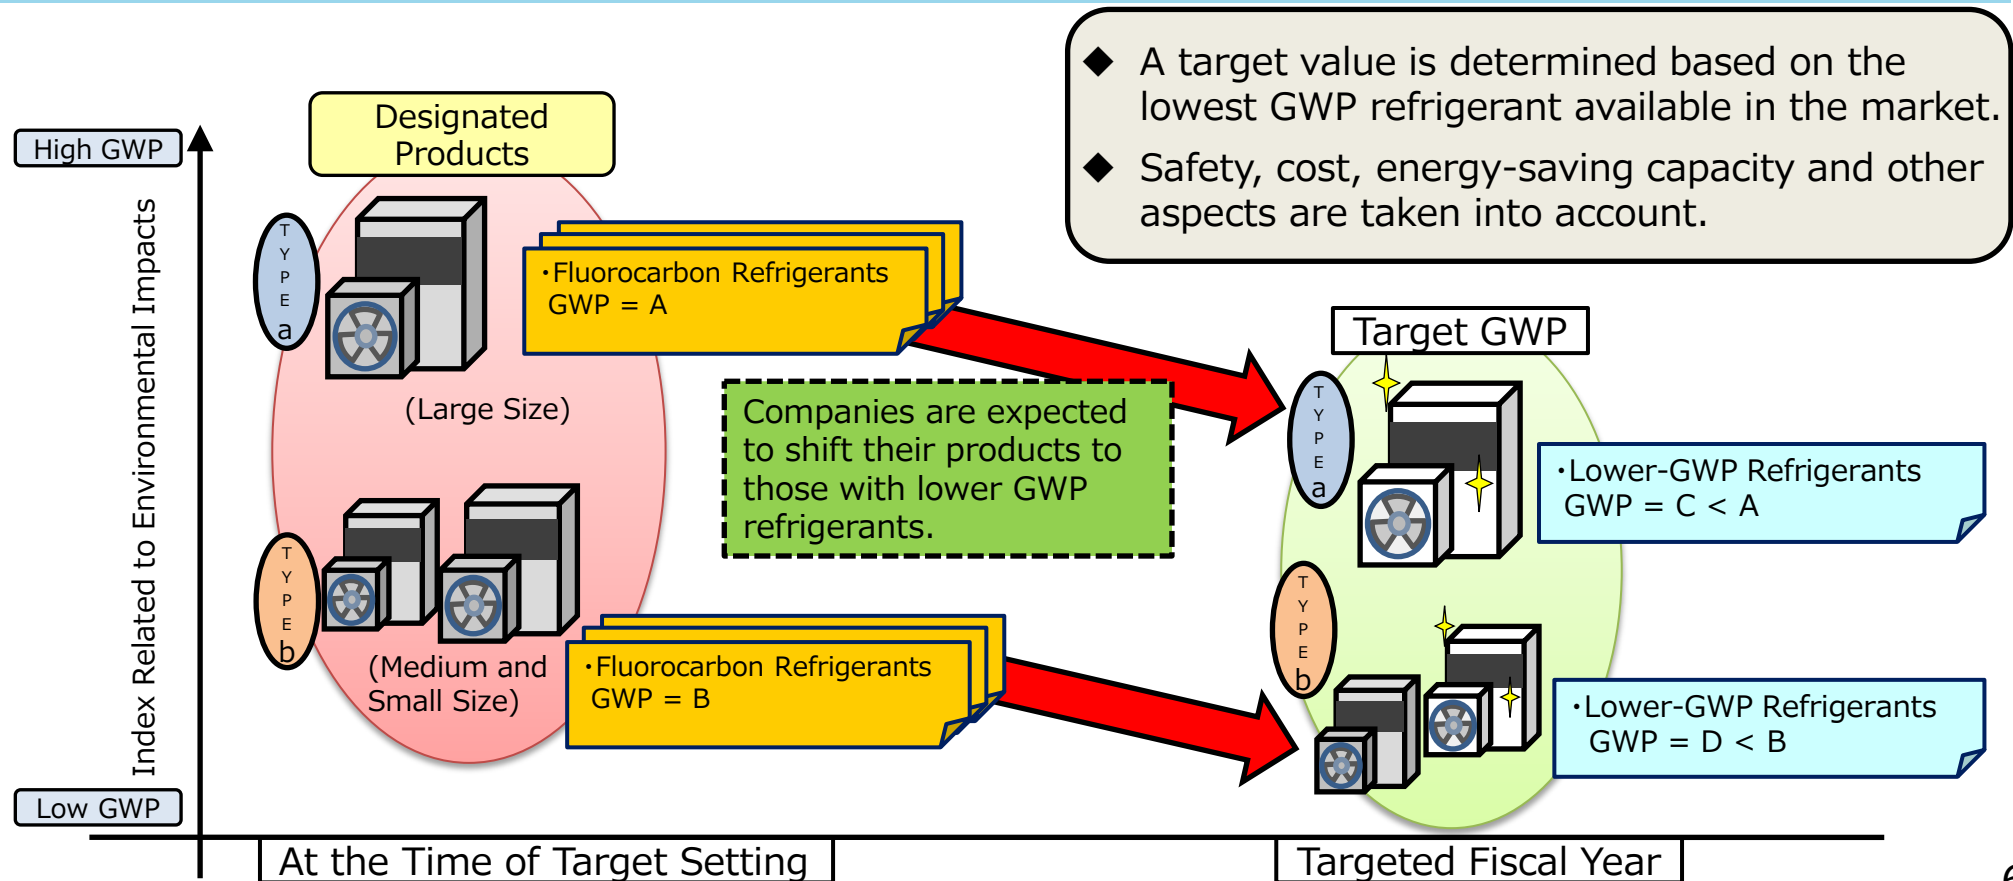 ◆ A target value is determined based on the
lowest GWP refrigerant available in the market.
◆ Safety, cost, energy-saving capacity and other
aspects are taken into account.
Designated
Products
High GWP
Index Related to Environmental Impacts
Low GWP
TYPE a
・Fluorocarbon Refrigerants
GWP = A
(Large Size)
TYPE b
(Medium and
Small Size)
・Fluorocarbon Refrigerants
GWP = B
Companies are expected
to shift their products to
those with lower GWP
refrigerants.
Target GWP
TYPE a
・Lower-GWP Refrigerants
GWP = C < A
TYPE b
・Lower-GWP Refrigerants
GWP = D < B
At the Time of Target Setting
Targeted Fiscal Year